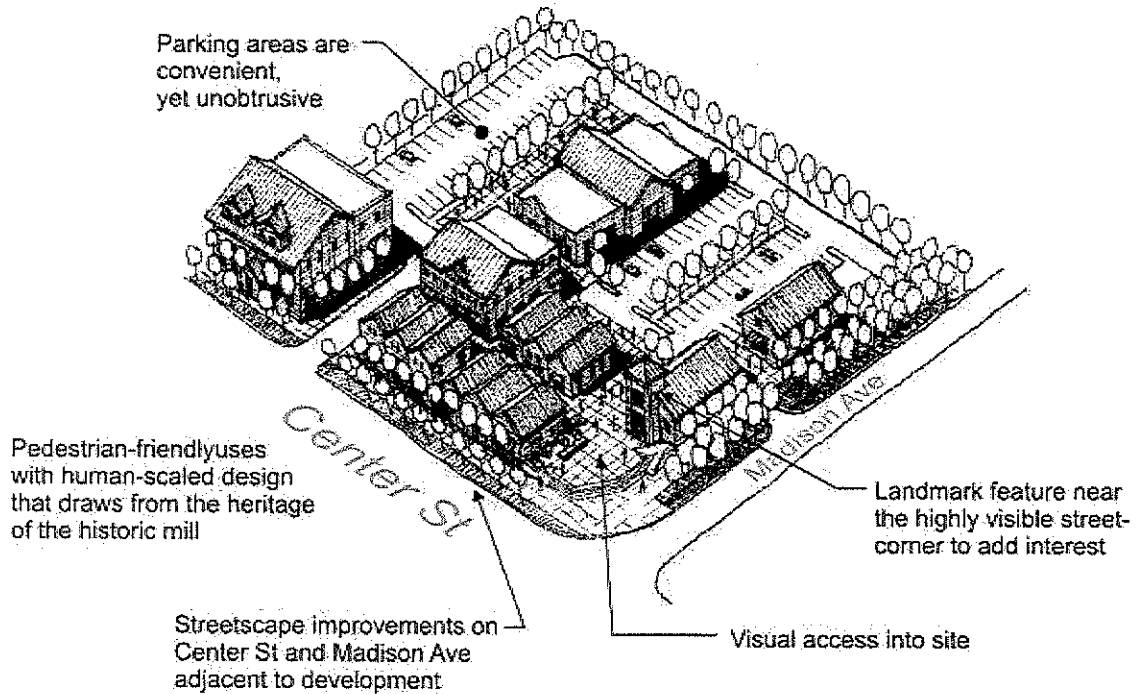 Parking areas are
convenient,
yet unobtrusive
Center St
Madison Ave
Pedestrian-friendlyuses
with human-scaled design
that draws from the heritage
of the historic mill
Landmark feature near
the highly visible street-
corner to add interest
Streetscape improvements on
Center St and Madison Ave
adjacent to development
Visual access into site